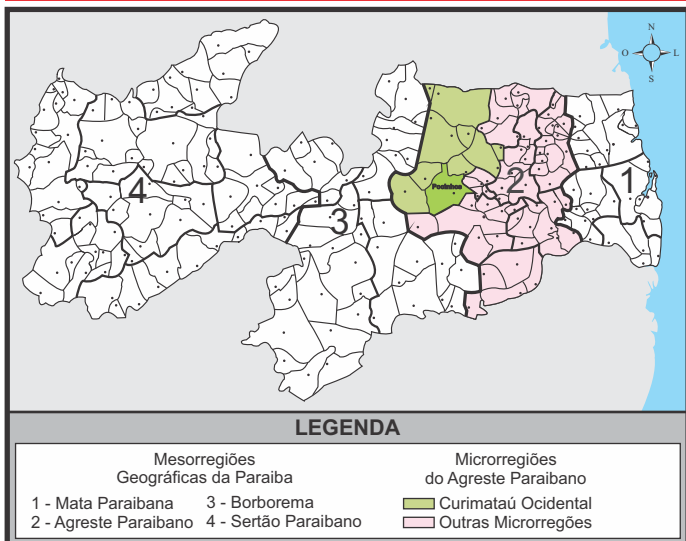 N
O L
S
Pocinhos
4
3
2
1
LEGENDA
Mesorregiões
Geográficas da Paraiba
1 - Mata Paraibana
2 - Agreste Paraibano
3 - Borborema
4 - Sertão Paraibano
Microrregiões
do Agreste Paraibano
Curimataú Ocidental
Outras Microrregiões